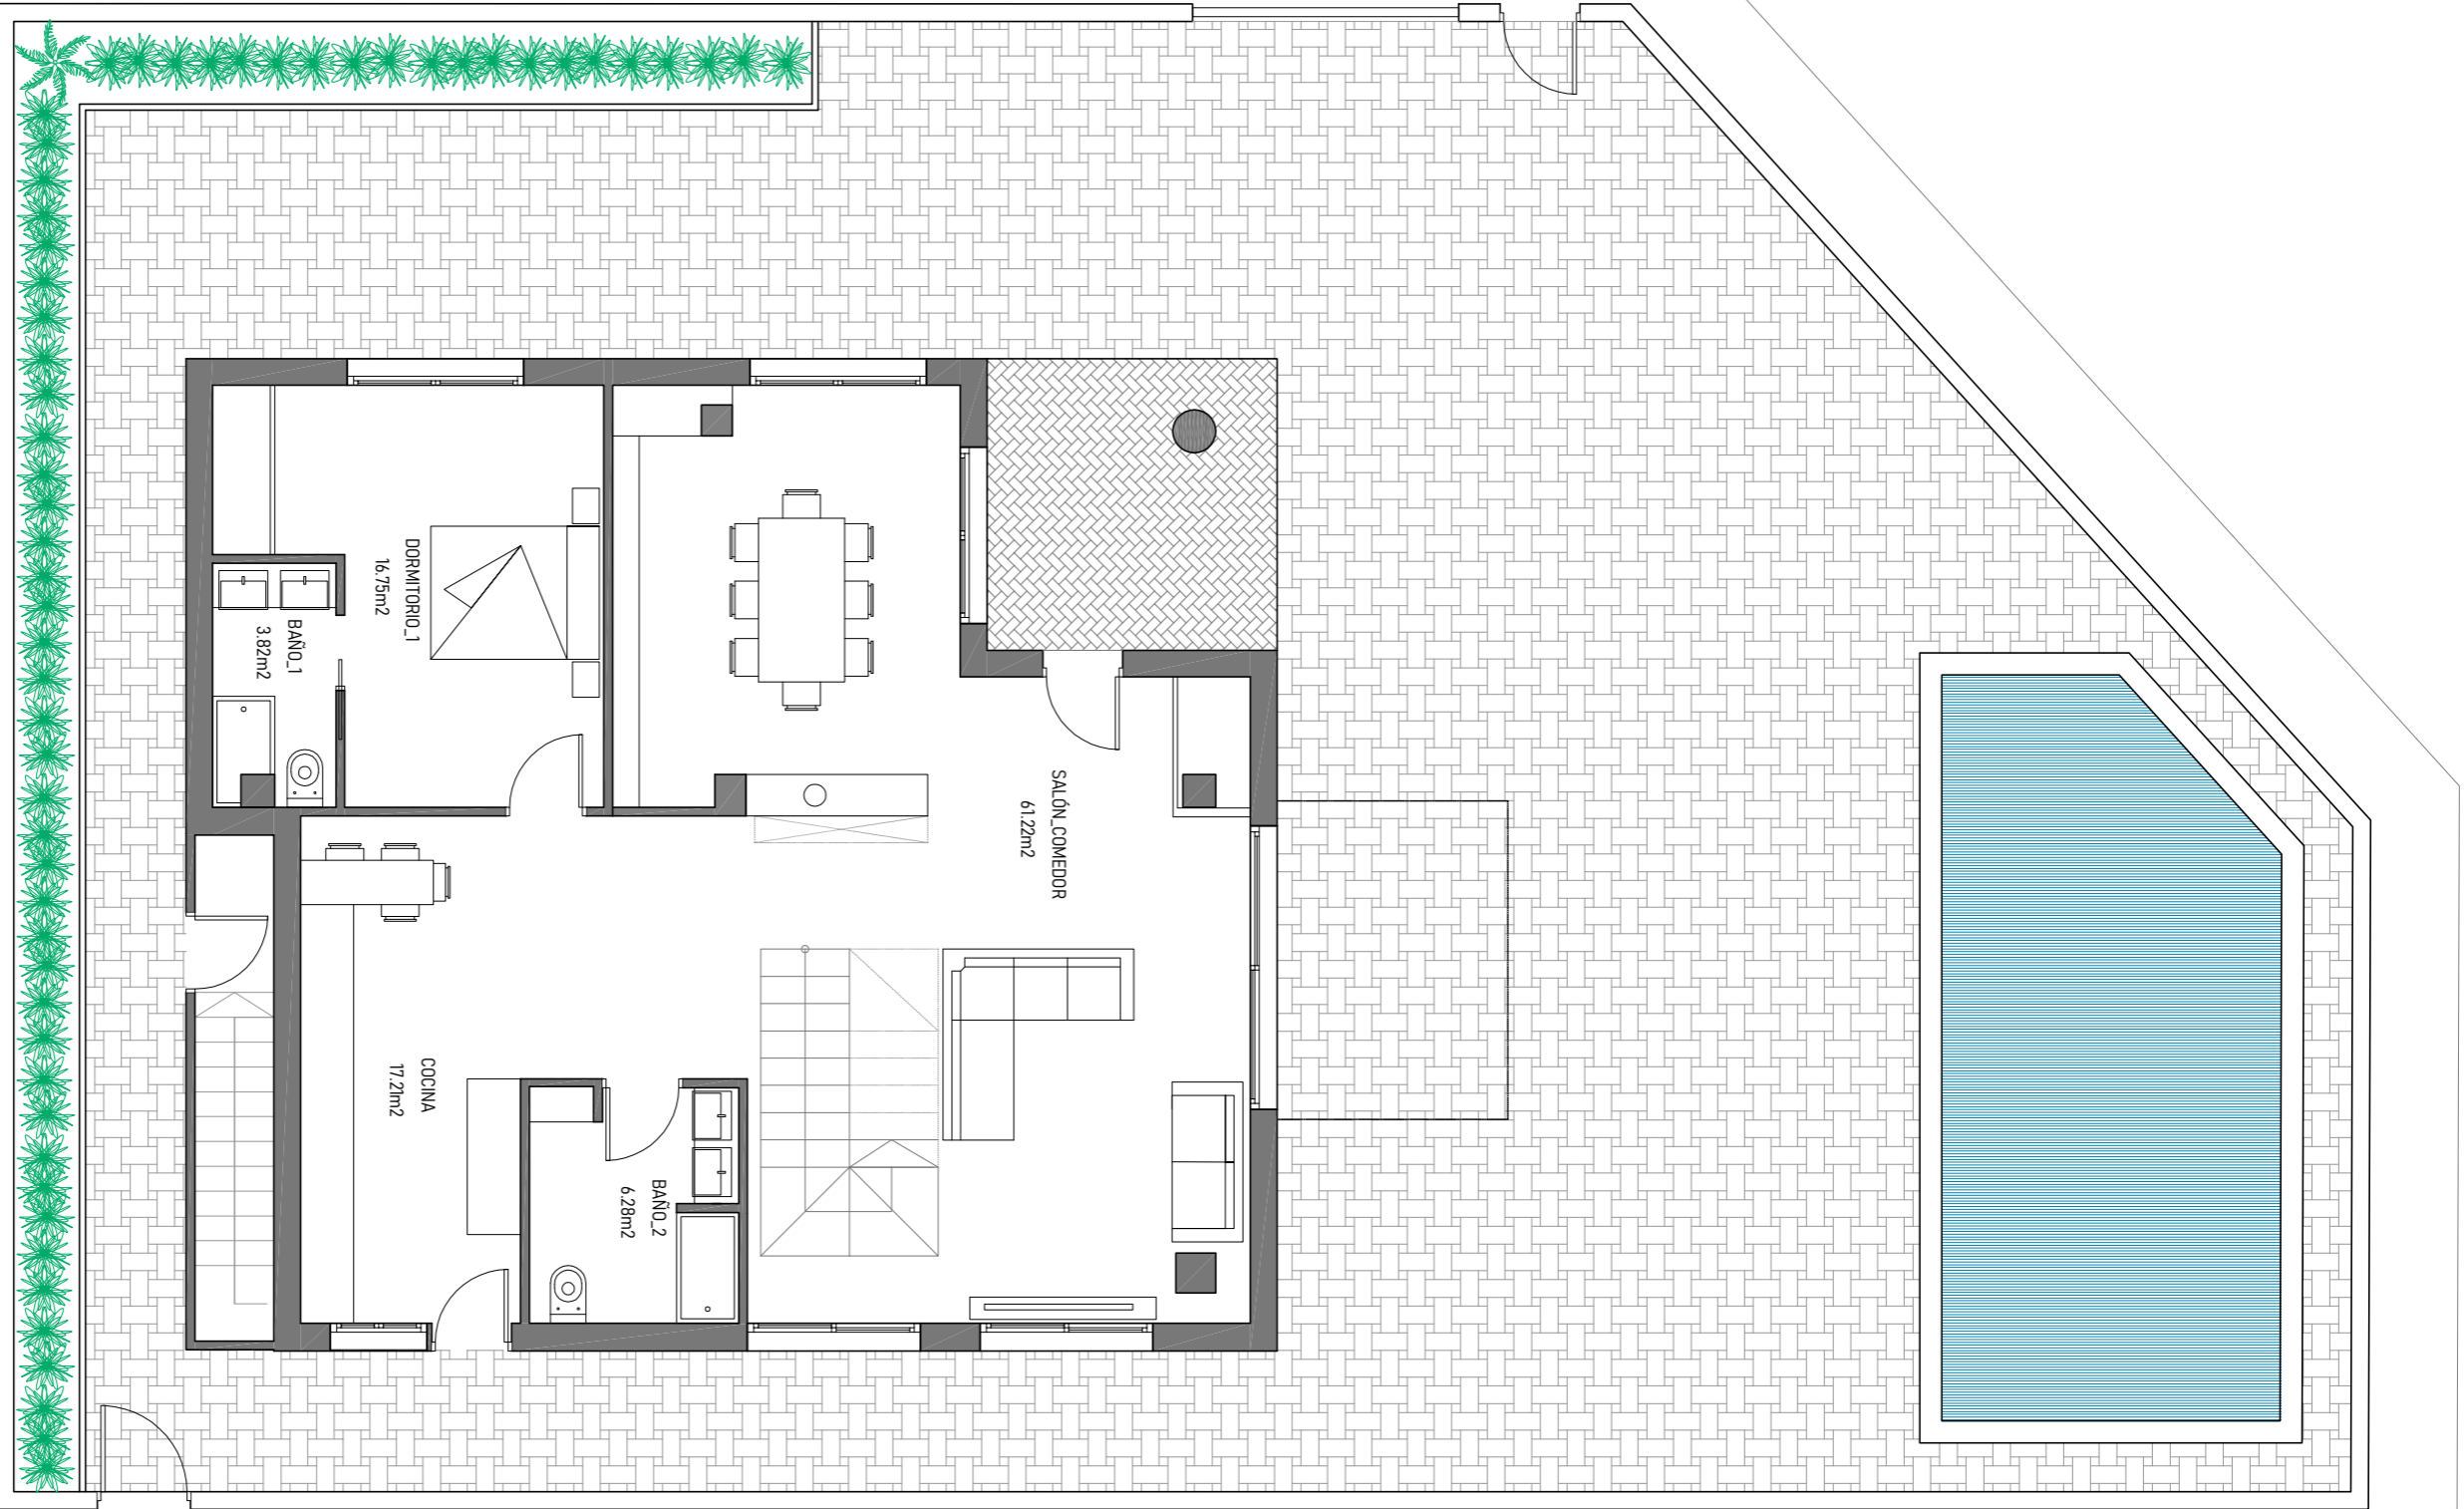 DORMITORIO_1
16.75m2
BAÑO_1
3.82m2
SALÓN_COMEDOR
61.22m2
COCINA
17.21m2
BAÑO_2
6.28m2